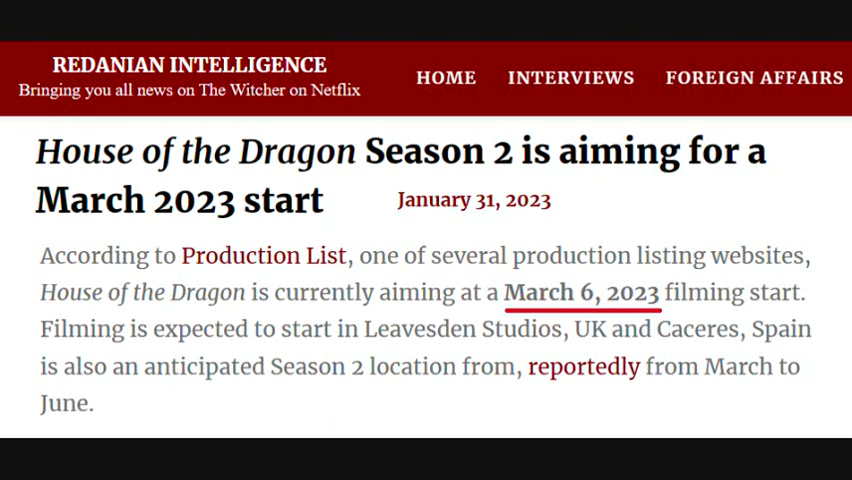 REDANIAN INTELLIGENCE
Bringing you all news on The Witcher on Netflix
HOME INTERVIEWS FOREIGN AFFAIRS
House of the Dragon Season 2 is aiming for a
March 2023 start
January 31, 2023
According to Production List, one of several production listing websites,
House of the Dragon is currently aiming at a March 6, 2023 filming start.
Filming is expected to start in Leavesden Studios, UK and Caceres, Spain
is also an anticipated Season 2 location from, reportedly from March to
June.